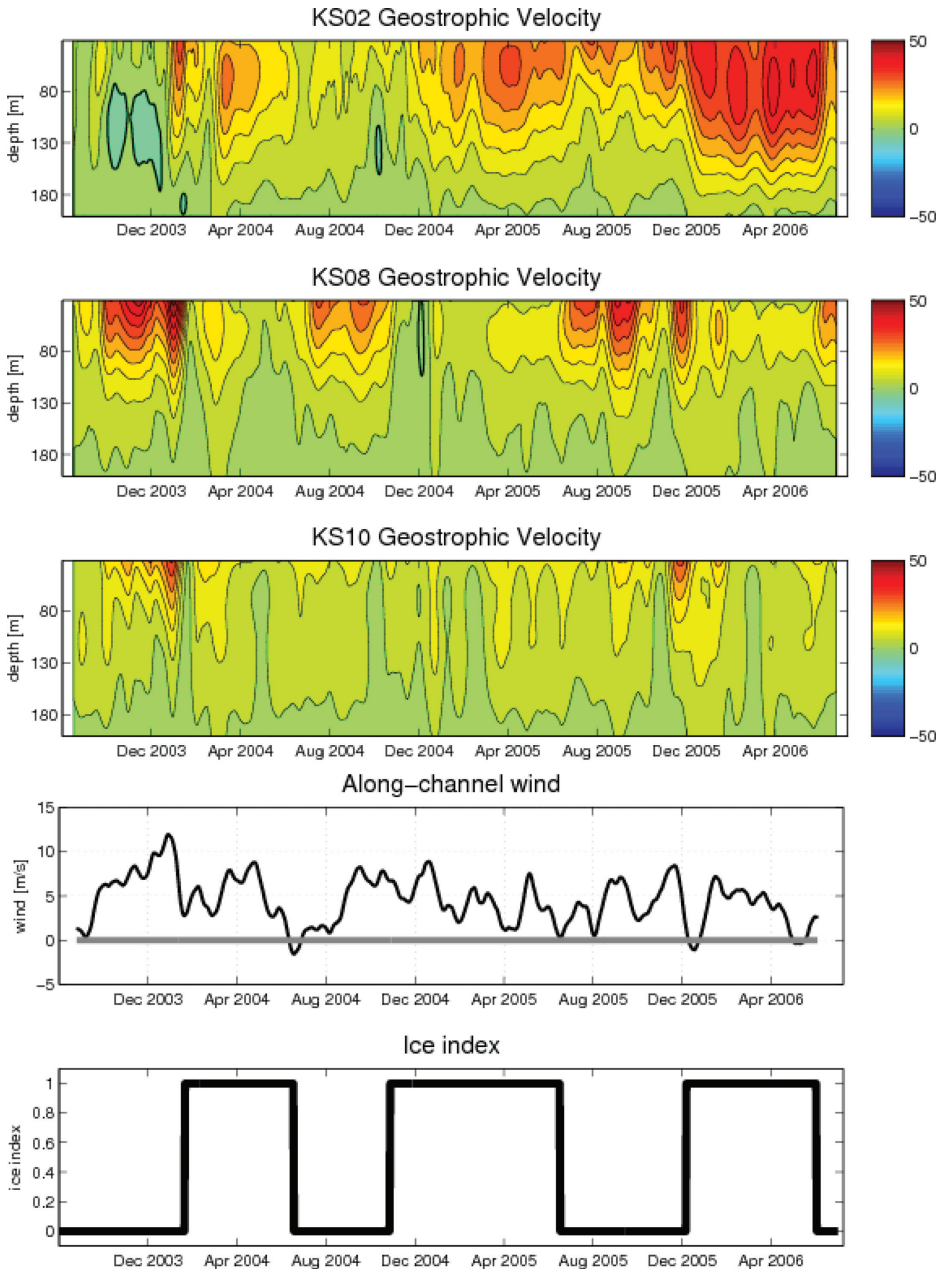 KS02 Geostrophic Velocity
depth [m]
80
130
180
Dec 2003 Apr 2004 Aug 2004 Dec 2004 Apr 2005 Aug 2005 Dec 2005 Apr 2006
50
0
−50
KS08 Geostrophic Velocity
depth [m]
80
130
180
Dec 2003 Apr 2004 Aug 2004 Dec 2004 Apr 2005 Aug 2005 Dec 2005 Apr 2006
50
0
−50
KS10 Geostrophic Velocity
depth [m]
80
130
180
Dec 2003 Apr 2004 Aug 2004 Dec 2004 Apr 2005 Aug 2005 Dec 2005 Apr 2006
50
0
−50
Along−channel wind
wind [m/s]
15
10
5
0
−5
Dec 2003 Apr 2004 Aug 2004 Dec 2004 Apr 2005 Aug 2005 Dec 2005 Apr 2006
Ice index
ice index
1
0.8
0.6
0.4
0.2
0
Dec 2003 Apr 2004 Aug 2004 Dec 2004 Apr 2005 Aug 2005 Dec 2005 Apr 2006